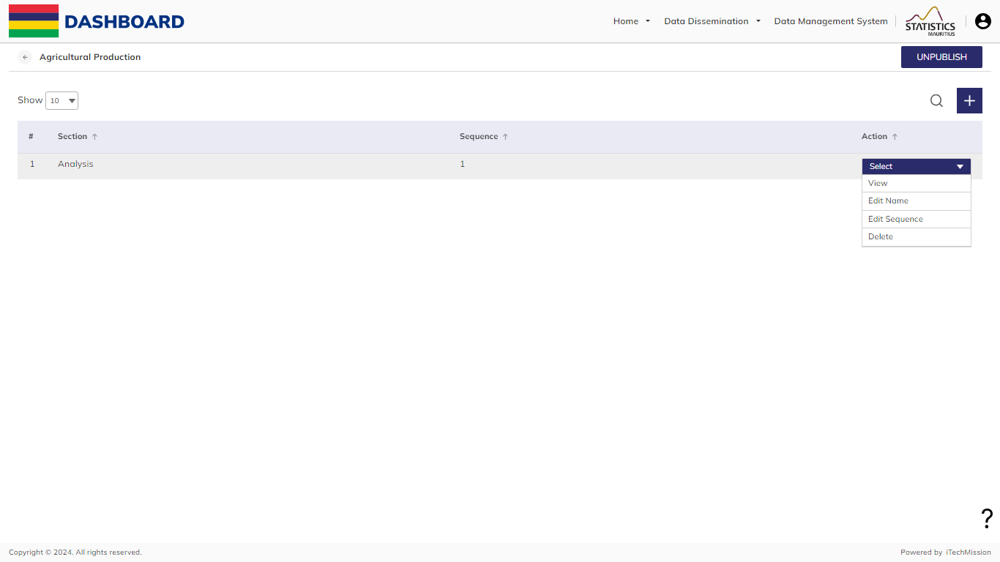 DASHBOARD
Home Data Dissemination Data Management System STATISTICS MAURITIUS
Agricultural Production UNPUBLISH
Show 10
# Section Sequence Action
1 Analysis 1 Select
View
Edit Name
Edit Sequence
Delete
?
Copyright © 2024. All rights reserved. Powered by iTechMission